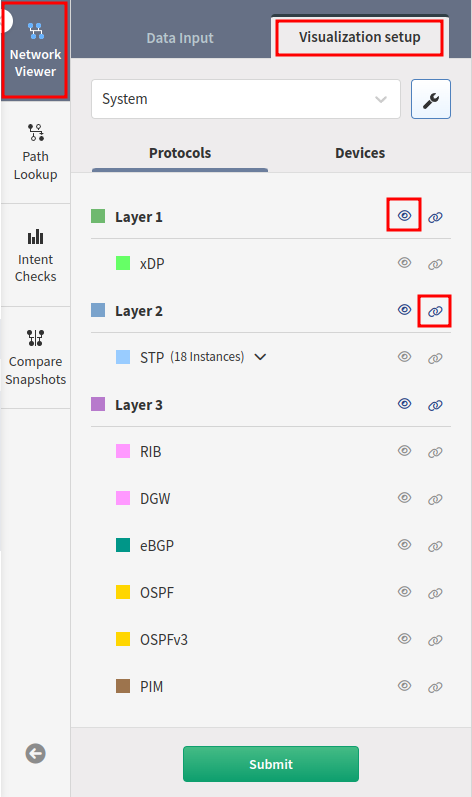 Network
Viewer
Path
Lookup
Intent
Checks
Compare
Snapshots
Data Input
Visualization setup
System
Protocols
Devices
Layer 1
xDP
Layer 2
STP (18 Instances)
Layer 3
RIB
DGW
eBGP
OSPF
OSPFv3
PIM
Submit